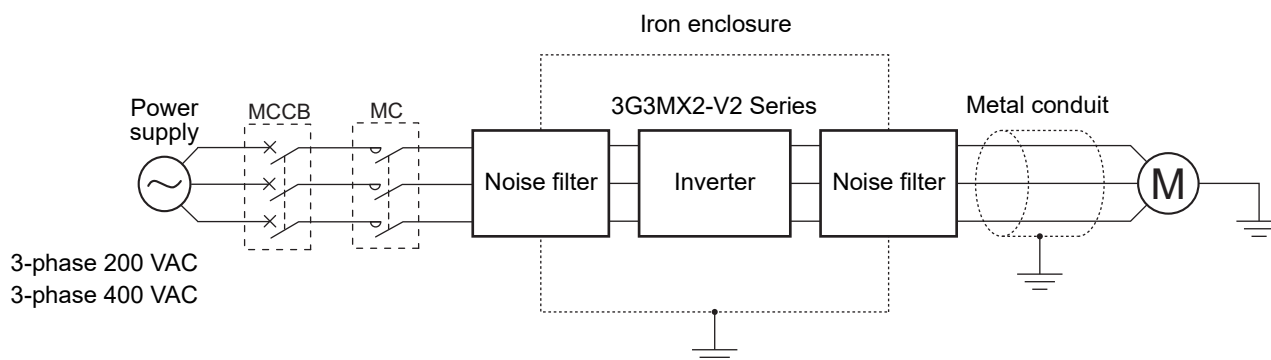 Iron enclosure
Power
supply
MCCB
MC
3G3MX2-V2 Series
Metal conduit
Noise filter
Inverter
Noise filter
M
3-phase 200 VAC
3-phase 400 VAC